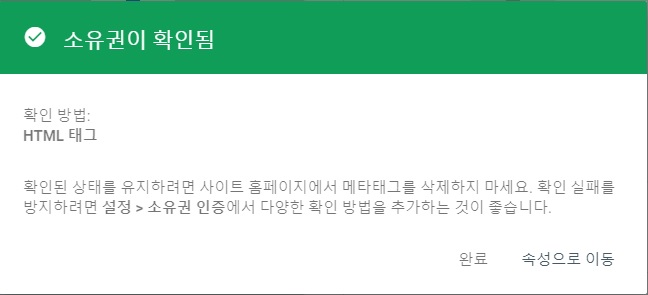 소유권이 확인됨
확인 방법:
HTML 태그
확인된 상태를 유지하려면 사이트 홈페이지에서 메타태그를 삭제하지 마세요. 확인 실패를
방지하려면 설정 > 소유권 인증에서 다양한 확인 방법을 추가하는 것이 좋습니다.
완료 속성으로 이동